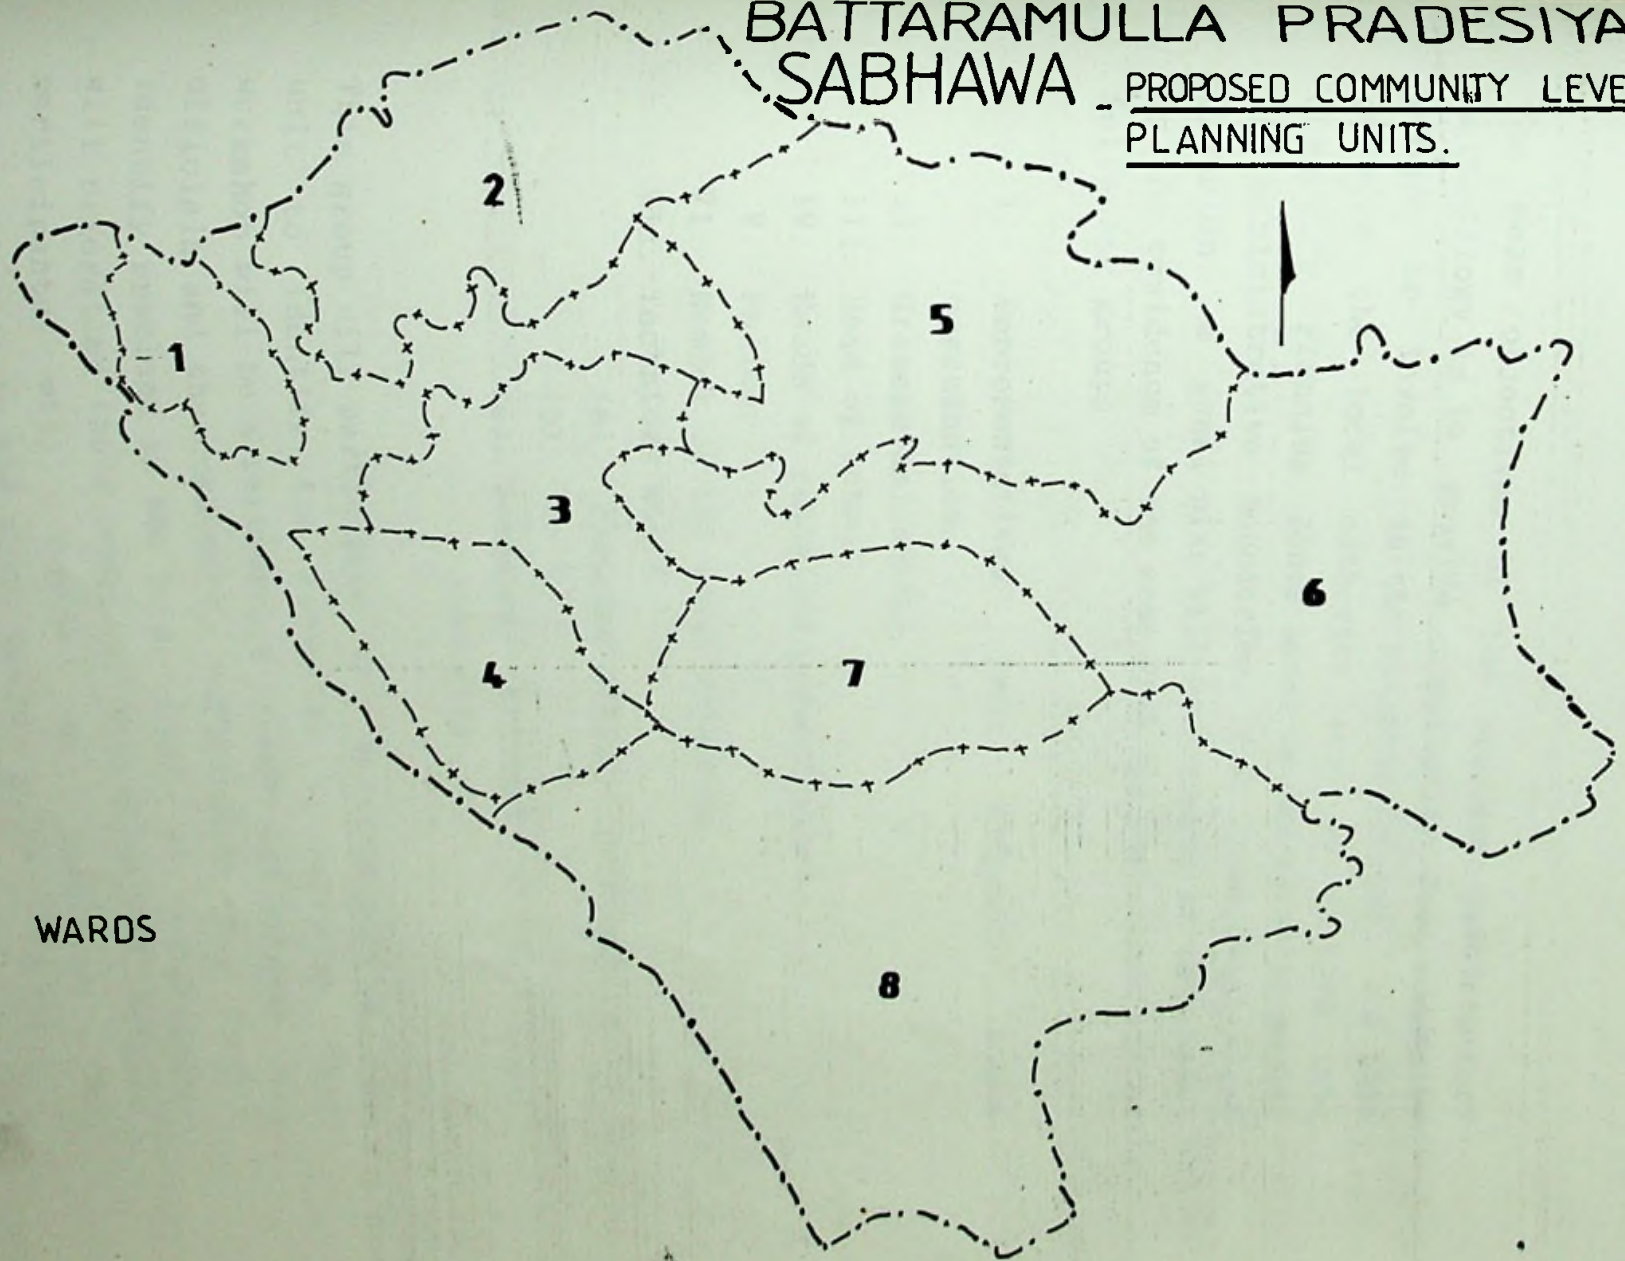 BATTARAMULLA PRADESIYA
SABHAWA - PROPOSED COMMUNITY LEVE
PLANNING UNITS.
2
5
1
3
6
4
7
WARDS
8